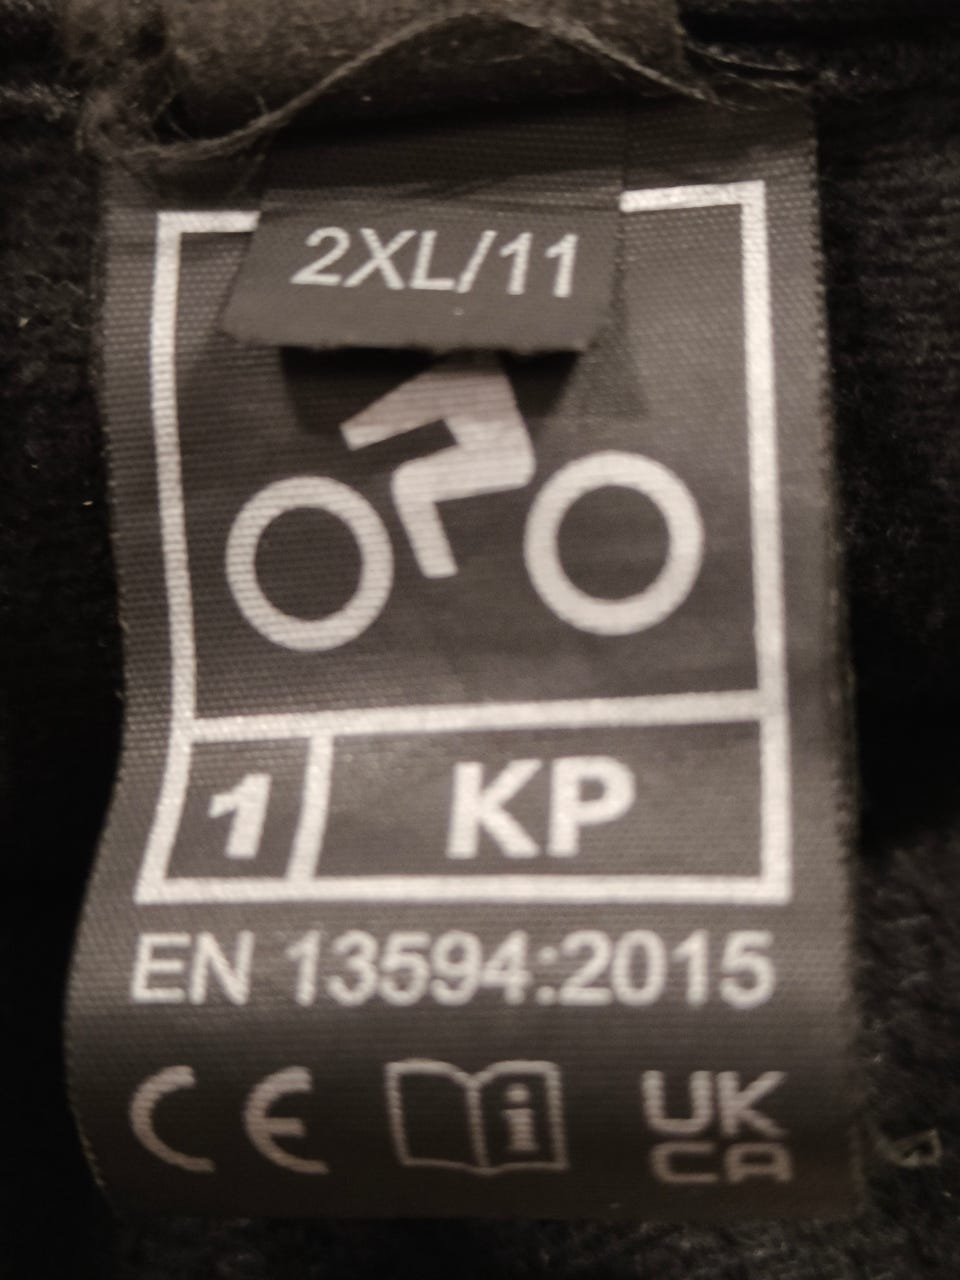 2XL/11
1 KP
EN 13594:2015
CE i UK
CA